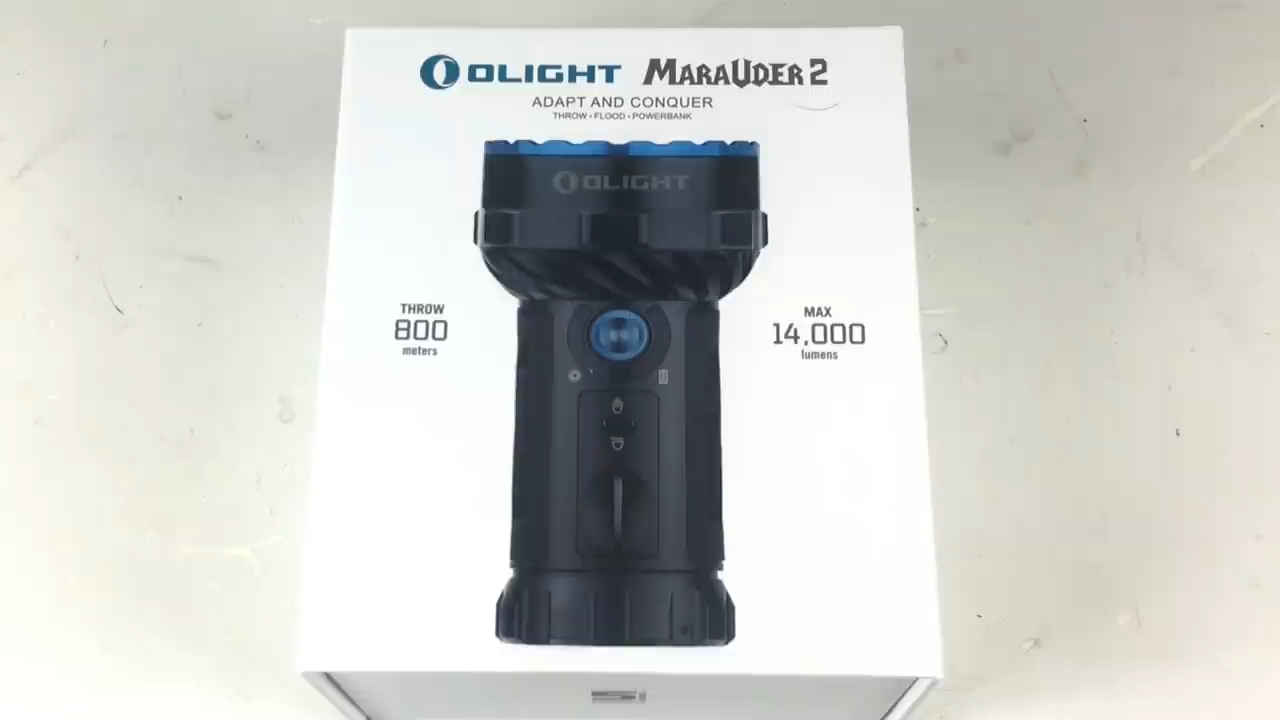 OLIGHT MARAUDER 2
ADAPT AND CONQUER
THROW • FLOOD • POWERBANK
OLIGHT
THROW
800
meters
MAX
14,000
lumens